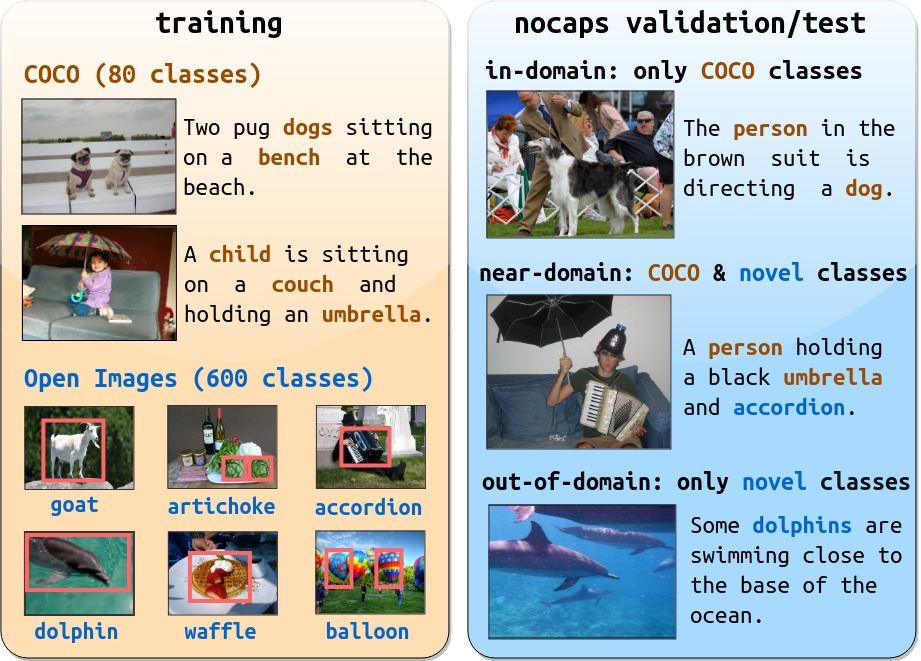 training
COCO (80 classes)
Two pug dogs sitting
on a bench at the
beach.
A child is sitting
on a couch and
holding an umbrella.
Open Images (600 classes)
goat
artichoke
accordion
dolphin
waffle
balloon
nocaps validation/test
in-domain: only COCO classes
The person in the
brown suit is
directing a dog.
near-domain: COCO & novel classes
A person holding
a black umbrella
and accordion.
out-of-domain: only novel classes
Some dolphins are
swimming close to
the base of the
ocean.